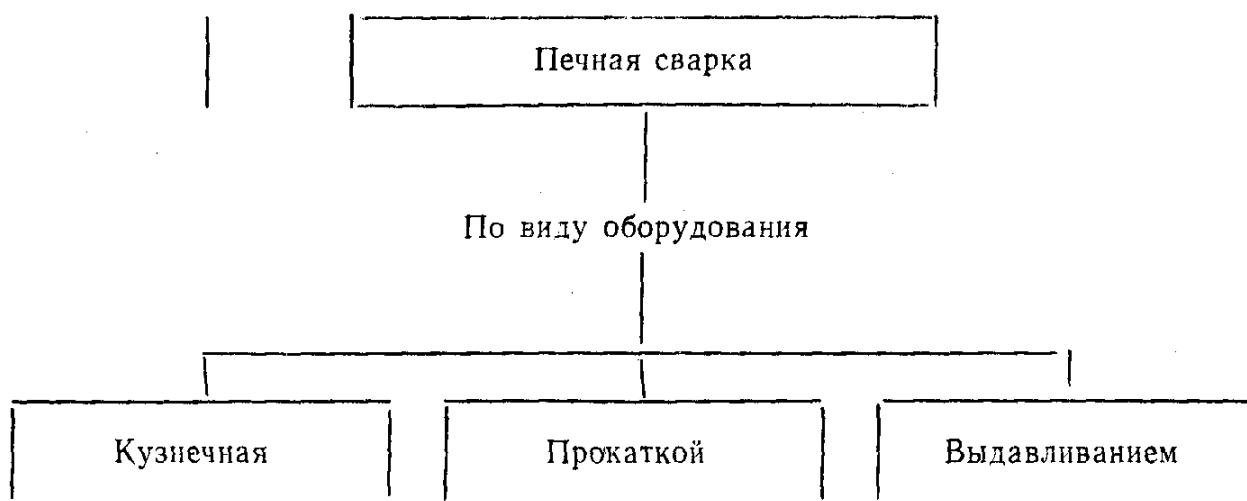 Печная сварка
По виду оборудования
Кузнечная
Прокаткой
Выдавливанием